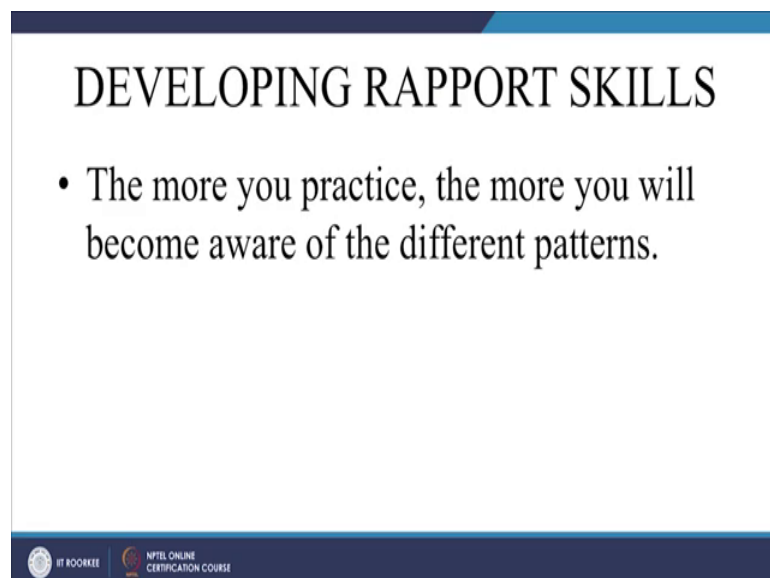 DEVELOPING RAPPORT SKILLS
• The more you practice, the more you will
become aware of the different patterns.
IIT ROORKEE
NPTEL ONLINE
CERTIFICATION COURSE